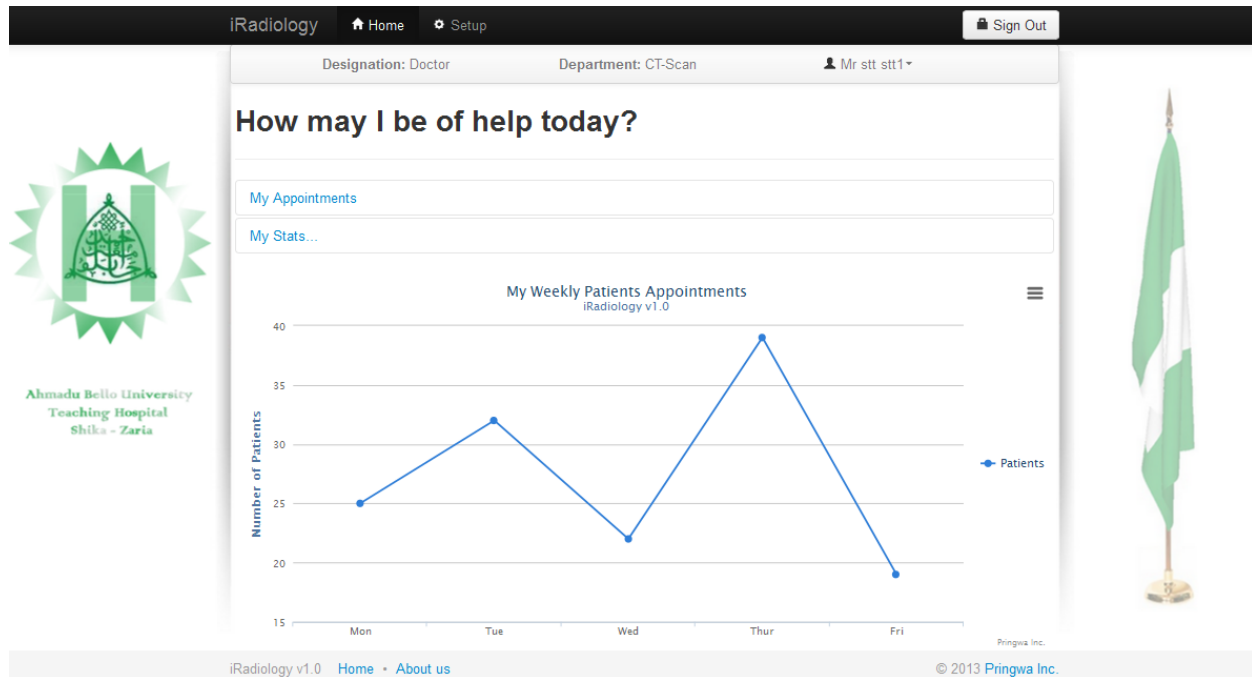 iRadiology Home Setup Sign Out
Designation: Doctor Department: CT-Scan Mr stt stt1
How may I be of help today?
My Appointments
My Stats...
Ahmadu Bello University
Teaching Hospital
Shika - Zaria
My Weekly Patients Appointments
iRadiology v1.0
Number of Patients
40
35
30
25
20
15
Mon Tue Wed Thur Fri
Patients
Pringwa Inc.
iRadiology v1.0 Home • About us © 2013 Pringwa Inc.